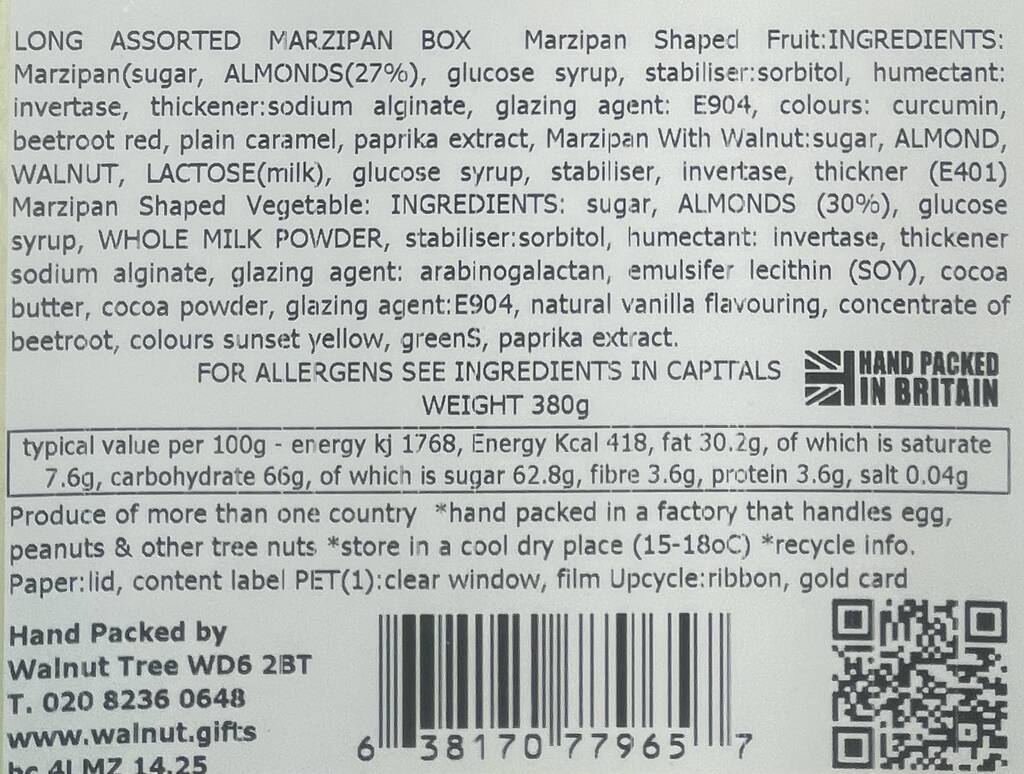 LONG ASSORTED MARZIPAN BOX Marzipan Shaped Fruit:INGREDIENTS:
Marzipan(sugar, ALMONDS(27%), glucose syrup, stabiliser:sorbitol, humectant:
invertase, thickener:sodium alginate, glazing agent: E904, colours: curcumin,
beetroot red, plain caramel, paprika extract, Marzipan With Walnut:sugar, ALMOND,
WALNUT, LACTOSE(milk), glucose syrup, stabiliser, invertase, thickner (E401)
Marzipan Shaped Vegetable: INGREDIENTS: sugar, ALMONDS (30%), glucose
syrup, WHOLE MILK POWDER, stabiliser:sorbitol, humectant: invertase, thickener
sodium alginate, glazing agent: arabinogalactan, emulsifer lecithin (SOY), cocoa
butter, cocoa powder, glazing agent:E904, natural vanilla flavouring, concentrate of
beetroot, colours sunset yellow, greenS, paprika extract.
FOR ALLERGENS SEE INGREDIENTS IN CAPITALS
HAND PACKED
IN BRITAIN
WEIGHT 380g
typical value per 100g - energy kj 1768, Energy Kcal 418, fat 30.2g, of which is saturate
7.6g, carbohydrate 66g, of which is sugar 62.8g, fibre 3.6g, protein 3.6g, salt 0.04g
Produce of more than one country *hand packed in a factory that handles egg,
peanuts & other tree nuts *store in a cool dry place (15-18oC) *recycle info.
Paper:lid, content label PET(1):clear window, film Upcycle:ribbon, gold card
Hand Packed by
Walnut Tree WD6 2BT
T. 020 8236 0648
www.walnut.gifts
bc 4L MZ 14.25
6 38170 77965 7